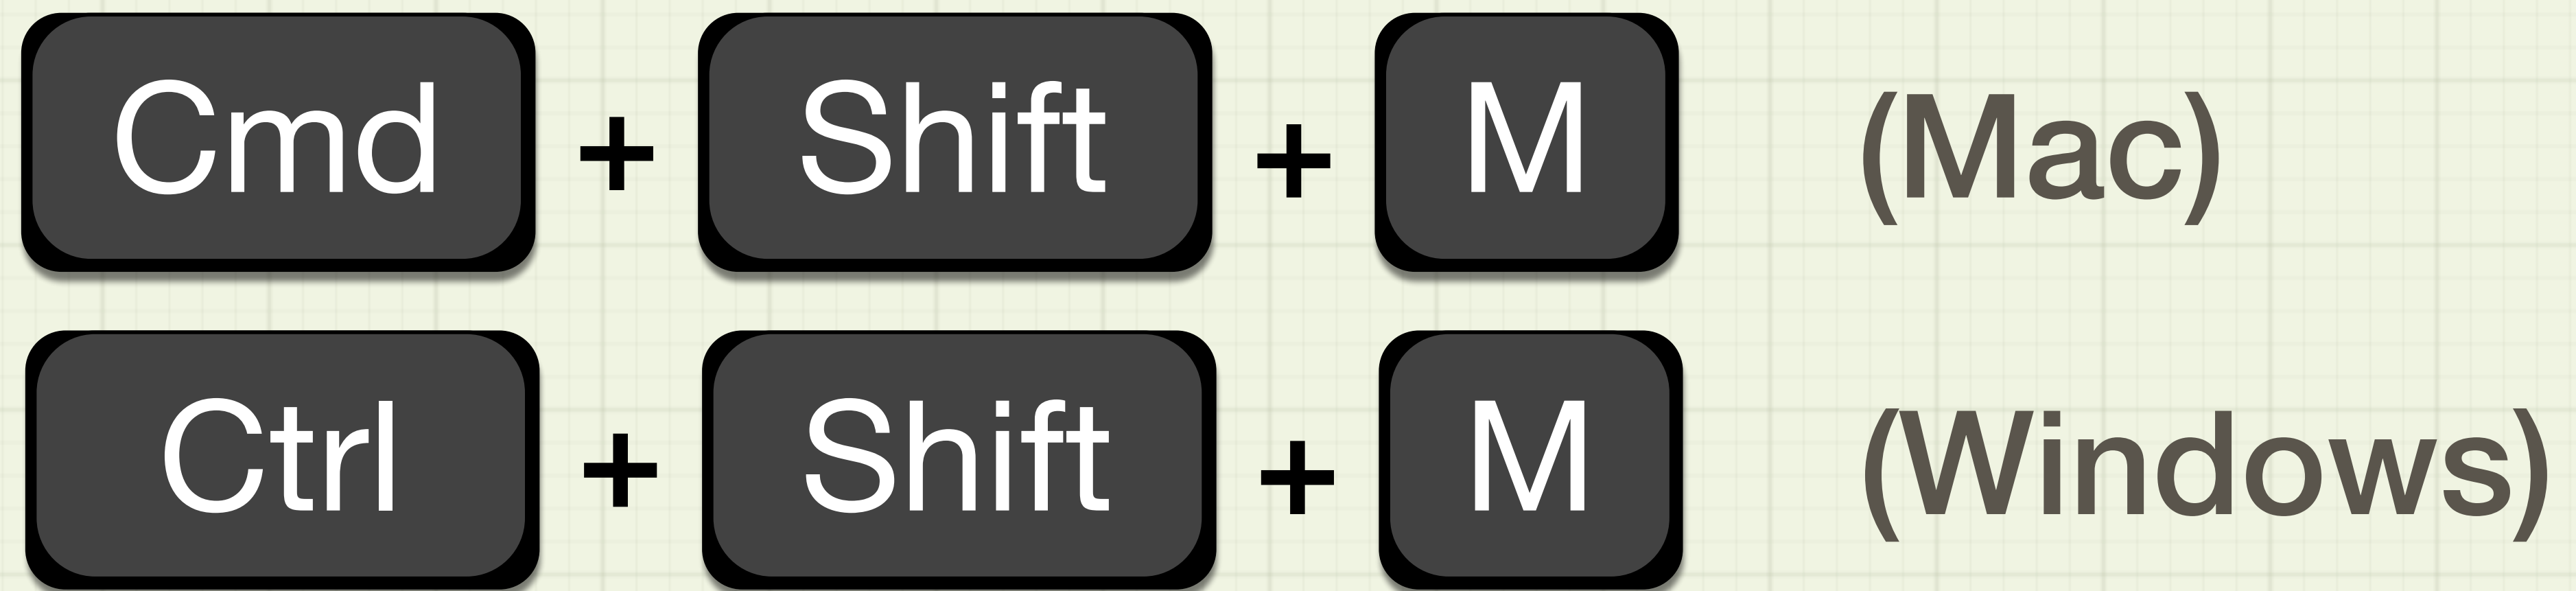 Cmd + Shift + M (Mac)
Ctrl + Shift + M (Windows)